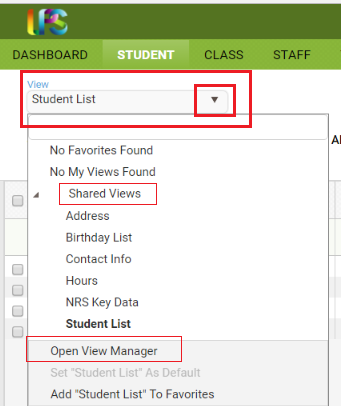 LPS
DASHBOARD STUDENT CLASS STAFF
View
Student List
No Favorites Found
No My Views Found
Shared Views
Address
Birthday List
Contact Info
Hours
NRS Key Data
Student List
Open View Manager
Set "Student List" As Default
Add "Student List" To Favorites